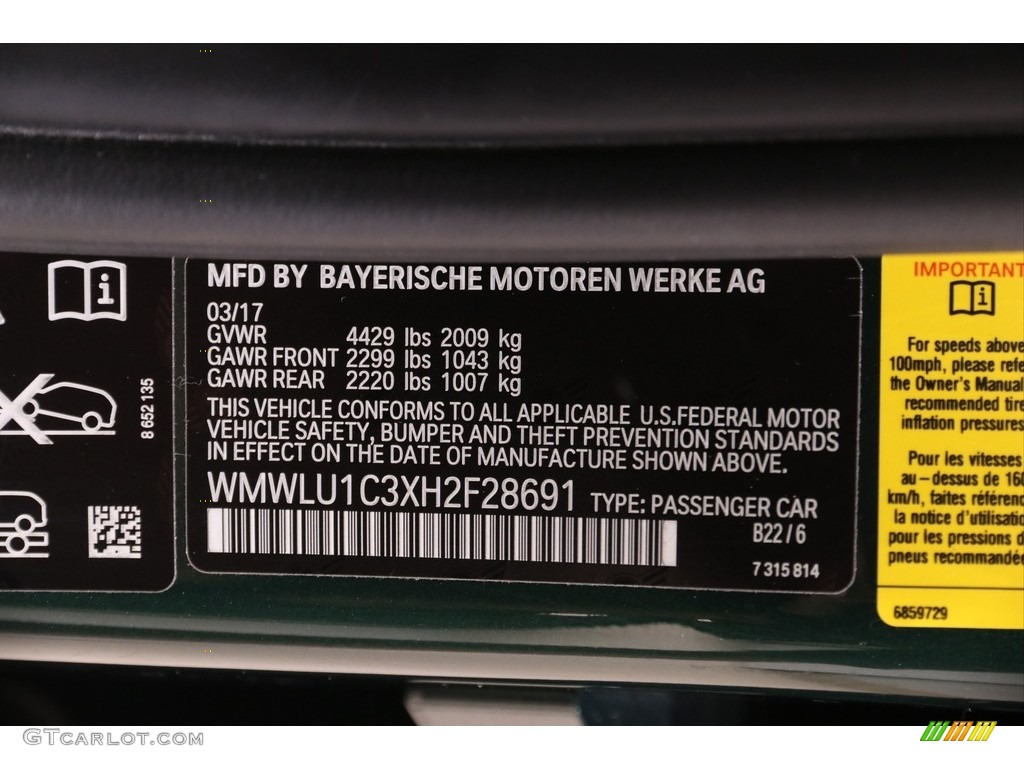 MFD BY BAYERISCHE MOTOREN WERKE AG
03/17
GVWR 4429 lbs 2009 kg
GAWR FRONT 2299 lbs 1043 kg
GAWR REAR 2220 lbs 1007 kg
THIS VEHICLE CONFORMS TO ALL APPLICABLE U.S.FEDERAL MOTOR
VEHICLE SAFETY, BUMPER AND THEFT PREVENTION STANDARDS
IN EFFECT ON THE DATE OF MANUFACTURE SHOWN ABOVE.
WMWLU1C3XH2F28691 TYPE: PASSENGER CAR
B22/6
7 315 814
8 652 135
IMPORTANT
For speeds above
100mph, please refe
the Owner's Manual
recommended tire
inflation pressures
Pour les vitesses
au-dessus de 160
km/h, faites référenc
la notice d'utilisatio
pour les pressions d
pneus recommandée
6859729
GTCarlot.com